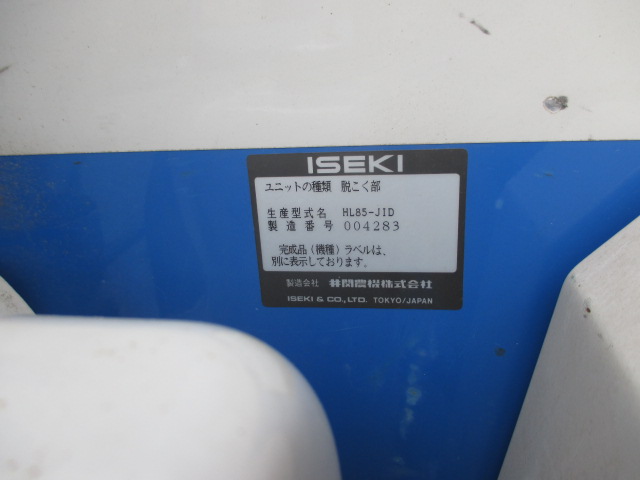 ISEKI
ユニットの種類 脱こく部
生産型式名 HL85-JID
製造番号 004283
完成品(機種)ラベルは、
別に表示しております。
製造会社 井関農機株式会社
ISEKI & CO.,LTD. TOKYO/JAPAN